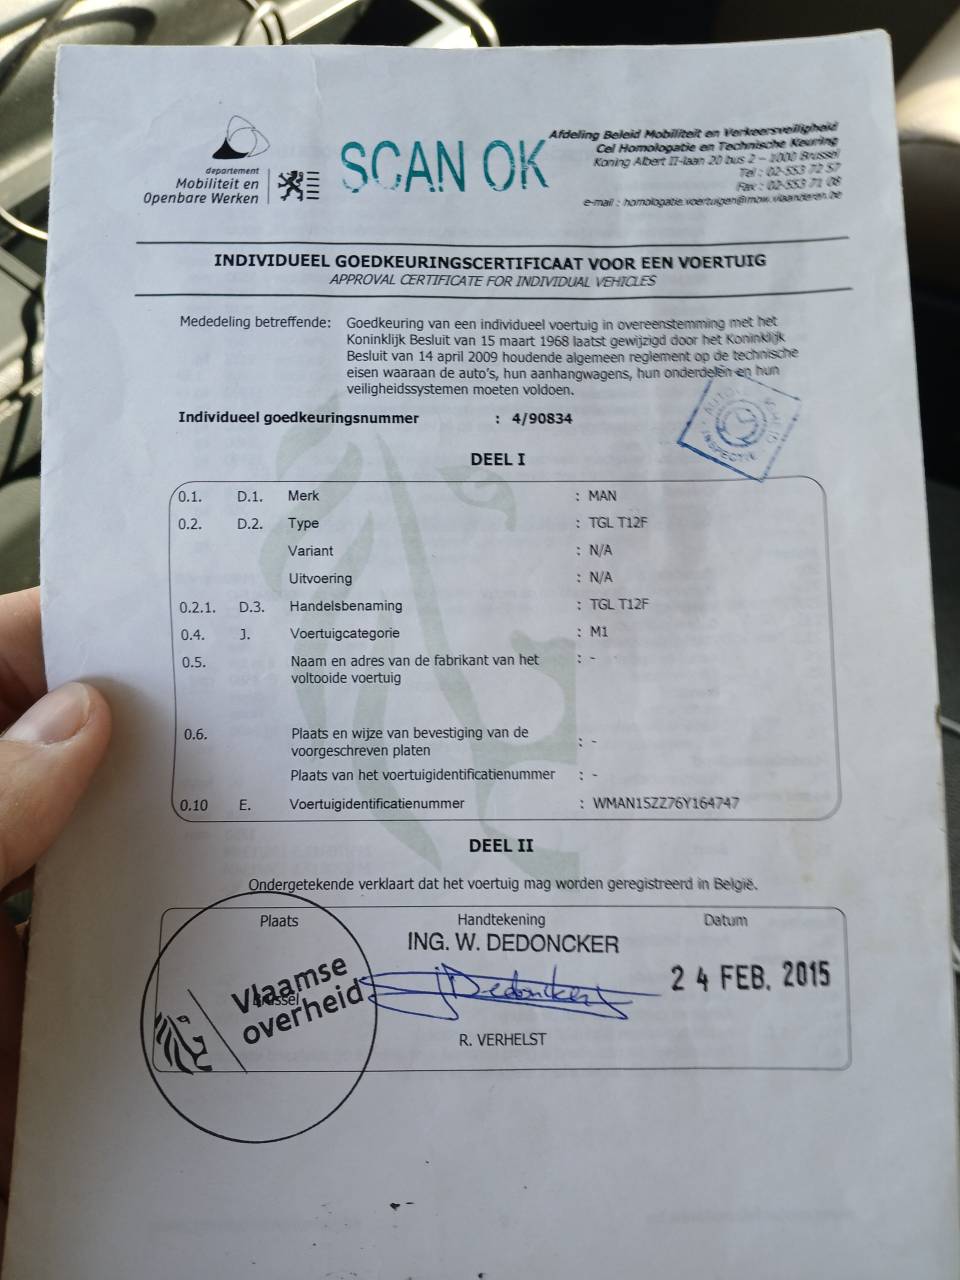 departement
Mobiliteit en
Openbare Werken
SCAN OK
Afdeling Beleid Mobiliteit en Verkeersveiligheid
Cel Homologatie en Technische Keuring
Koning Albert II-laan 20 bus 2 – 1000 Brussel
Tel : 02-553 72 57
Fax : 02-553 71 08
e-mail : homologatie.voertuigen@mow.vlaanderen.be
INDIVIDUEEL GOEDKEURINGSCERTIFICAAT VOOR EEN VOERTUIG
APPROVAL CERTIFICATE FOR INDIVIDUAL VEHICLES
Mededeling betreffende: Goedkeuring van een individueel voertuig in overeenstemming met het
Koninklijk Besluit van 15 maart 1968 laatst gewijzigd door het Koninklijk
Besluit van 14 april 2009 houdende algemeen reglement op de technische
eisen waaraan de auto's, hun aanhangwagens, hun onderdelen en hun
veiligheidssystemen moeten voldoen.
Individueel goedkeuringsnummer : 4/90834
AUTO
INSPECTIE
DEEL I
0.1. D.1. Merk : MAN
0.2. D.2. Type : TGL T12F
Variant : N/A
Uitvoering : N/A
0.2.1. D.3. Handelsbenaming : TGL T12F
0.4. J. Voertuigcategorie : M1
0.5. Naam en adres van de fabrikant van het : -
voltooide voertuig
0.6. Plaats en wijze van bevestiging van de
voorgeschreven platen : -
Plaats van het voertuigidentificatienummer : -
0.10 E. Voertuigidentificatienummer : WMAN15ZZ76Y164747
DEEL II
Ondergetekende verklaart dat het voertuig mag worden geregistreerd in België.
Plaats Handtekening Datum
ING. W. DEDONCKER
24 FEB. 2015
Vlaamse
overheid
Brussel
Dedoncker
R. VERHELST